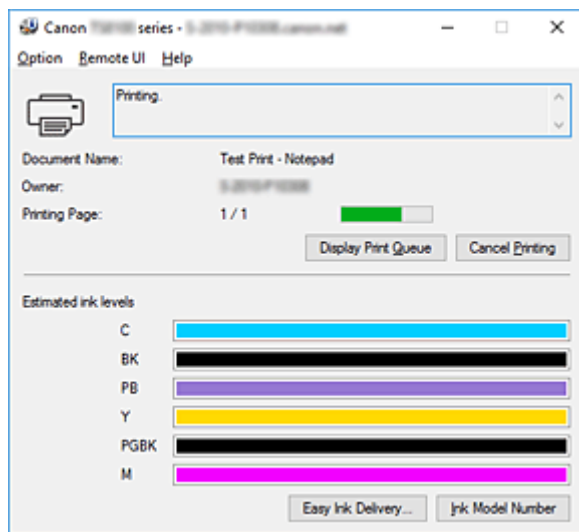 Canon series -
Option Remote UI Help
Printing.
Document Name: Test Print - Notepad
Owner:
Printing Page: 1 / 1
Display Print Queue Cancel Printing
Estimated ink levels
C
BK
PB
Y
PGBK
M
Easy Ink Delivery... Ink Model Number